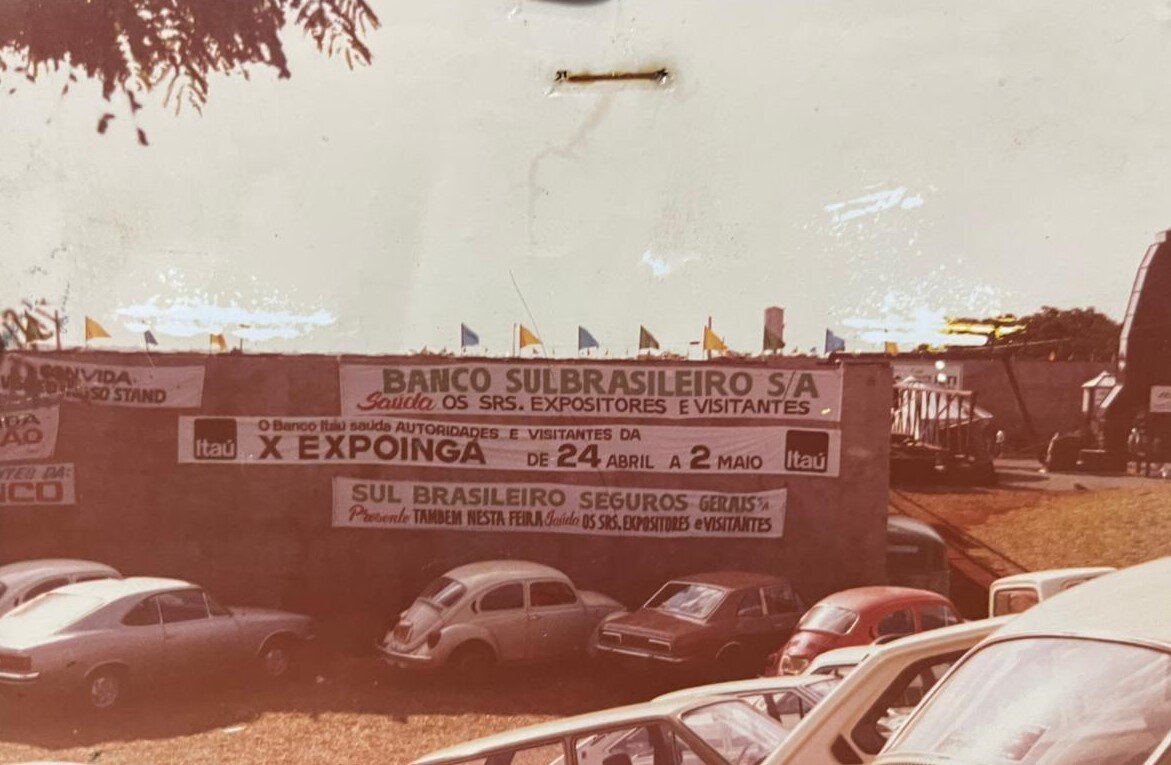 CONVIDA
NOSSO STAND
BANCO SULBRASILEIRO S/A
Saúda OS SRS. EXPOSITORES E VISITANTES
Itaú
O Banco Itaú saúda AUTORIDADES E VISITANTES DA
X EXPOINGÁ DE 24 ABRIL A 2 MAIO
Itaú
SUL BRASILEIRO SEGUROS GERAIS S/A
Presente TAMBEM NESTA FEIRA Saúda OS SRS. EXPOSITORES e VISITANTES